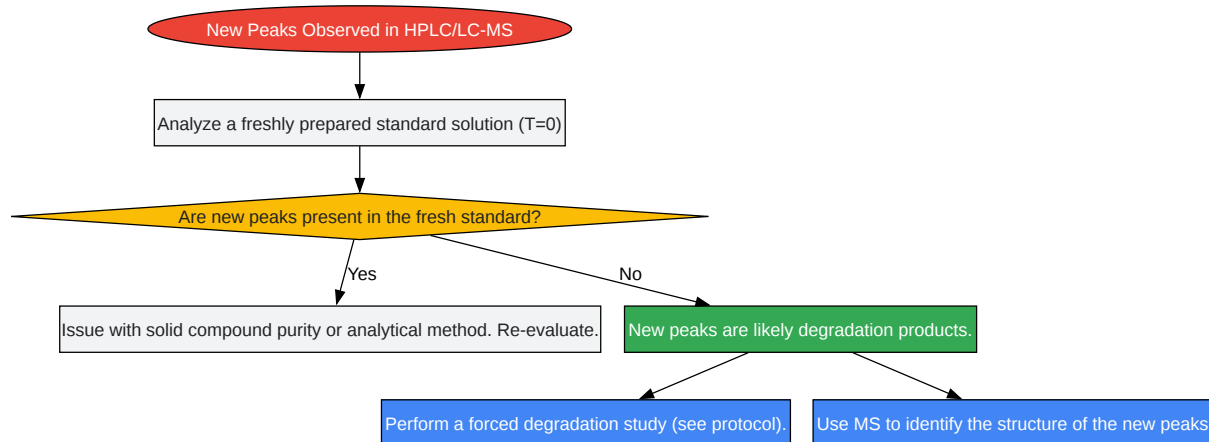 New Peaks Observed in HPLC/LC-MS
Analyze a freshly prepared standard solution (T=0)
Are new peaks present in the fresh standard?
Yes
No
Issue with solid compound purity or analytical method. Re-evaluate.
New peaks are likely degradation products.
Perform a forced degradation study (see protocol).
Use MS to identify the structure of the new peaks